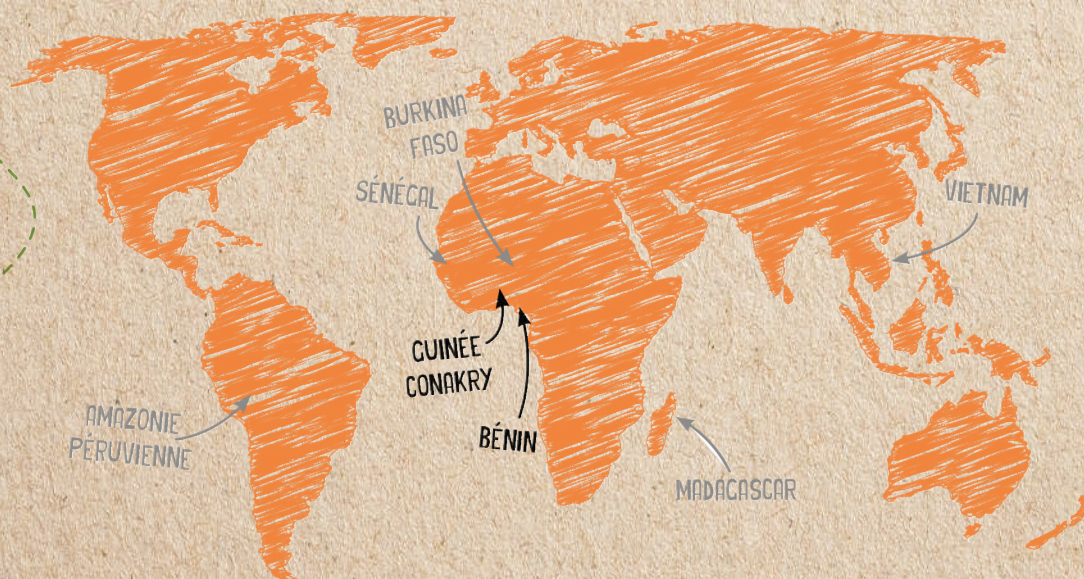 BURKINA
FASO
SÉNÉGAL
VIETNAM
GUINÉE
CONAKRY
AMAZONIE
PÉRUVIENNE
BÉNIN
MADAGASCAR